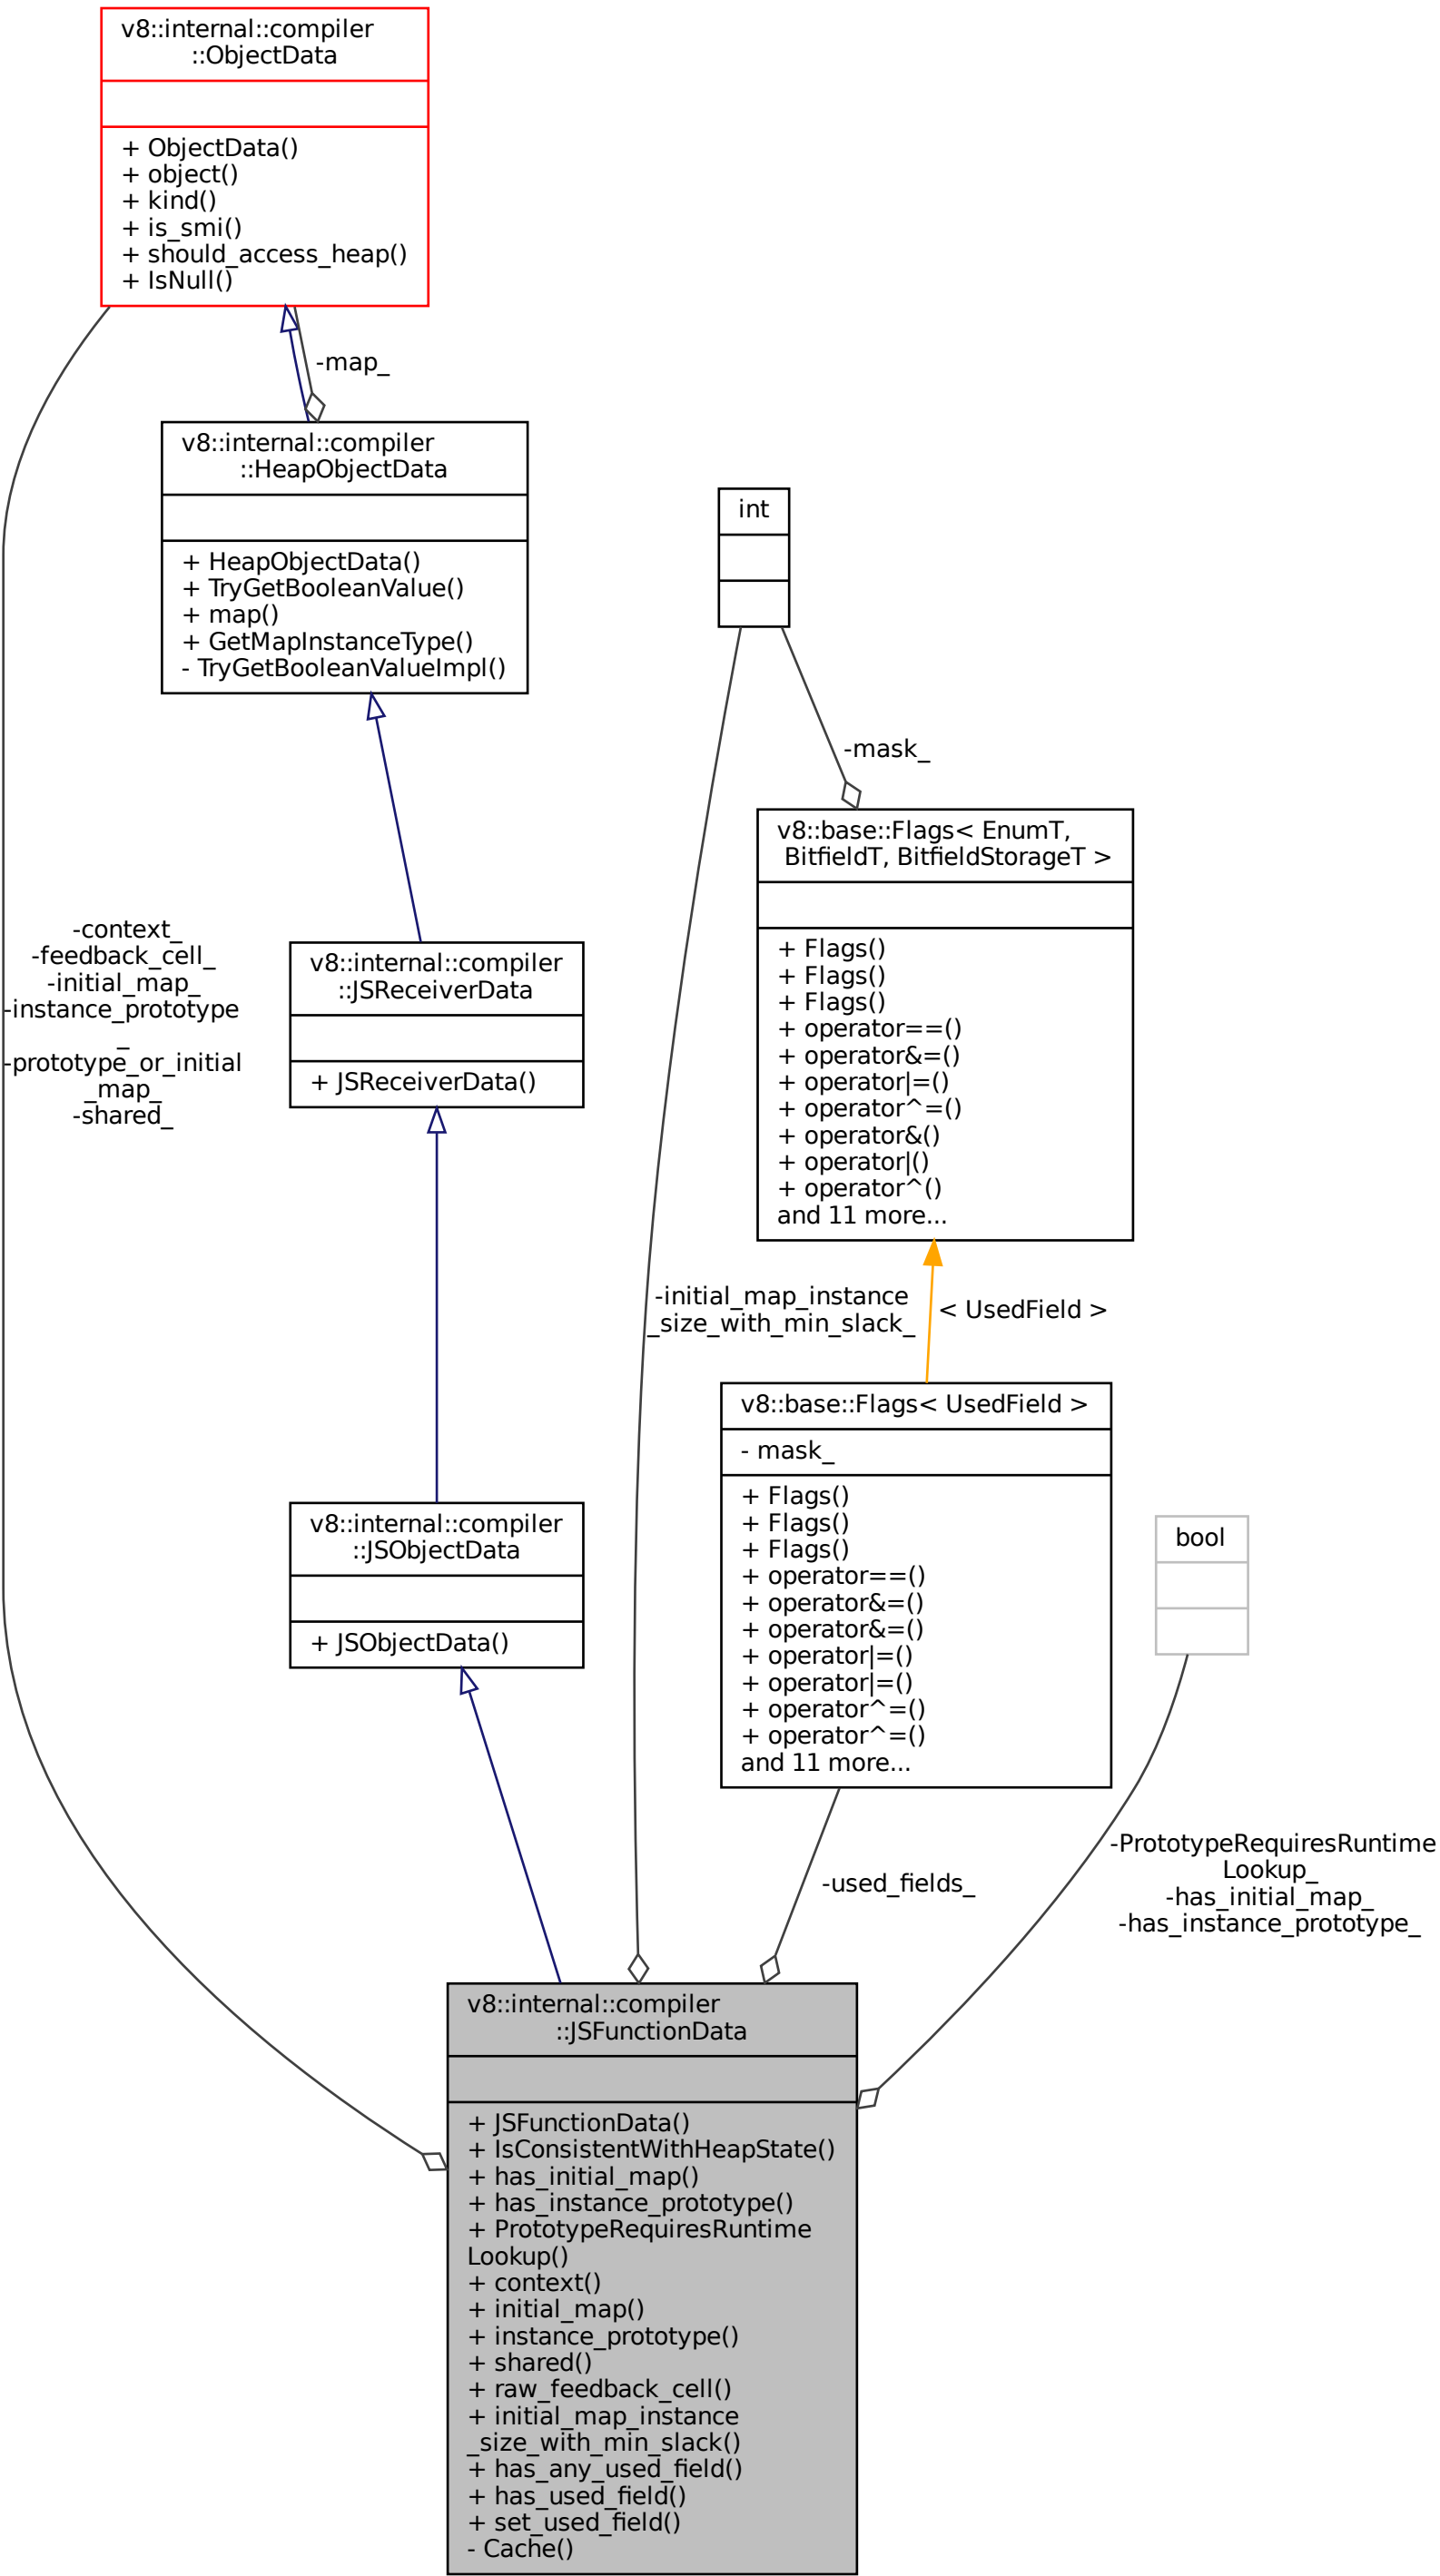 v8::internal::compiler
::ObjectData
+ ObjectData()
+ object()
+ kind()
+ is_smi()
+ should_access_heap()
+ IsNull()
-map_
v8::internal::compiler
::HeapObjectData
+ HeapObjectData()
+ TryGetBooleanValue()
+ map()
+ GetMapInstanceType()
- TryGetBooleanValueImpl()
int
-mask_
v8::base::Flags< EnumT,
BitfieldT, BitfieldStorageT >
+ Flags()
+ Flags()
+ Flags()
+ operator==()
+ operator&=()
+ operator|=()
+ operator^=()
+ operator&()
+ operator|()
+ operator^()
and 11 more...
-context_
-feedback_cell_
-initial_map_
-instance_prototype
_
-prototype_or_initial
_map_
-shared_
v8::internal::compiler
::JSReceiverData
+ JSReceiverData()
-initial_map_instance
_size_with_min_slack_
< UsedField >
v8::base::Flags< UsedField >
- mask_
+ Flags()
+ Flags()
+ Flags()
+ operator==()
+ operator&=()
+ operator&=()
+ operator|=()
+ operator|=()
+ operator^=()
+ operator^=()
and 11 more...
v8::internal::compiler
::JSObjectData
+ JSObjectData()
bool
-used_fields_
-PrototypeRequiresRuntime
Lookup_
-has_initial_map_
-has_instance_prototype_
v8::internal::compiler
::JSFunctionData
+ JSFunctionData()
+ IsConsistentWithHeapState()
+ has_initial_map()
+ has_instance_prototype()
+ PrototypeRequiresRuntime
Lookup()
+ context()
+ initial_map()
+ instance_prototype()
+ shared()
+ raw_feedback_cell()
+ initial_map_instance
_size_with_min_slack()
+ has_any_used_field()
+ has_used_field()
+ set_used_field()
- Cache()